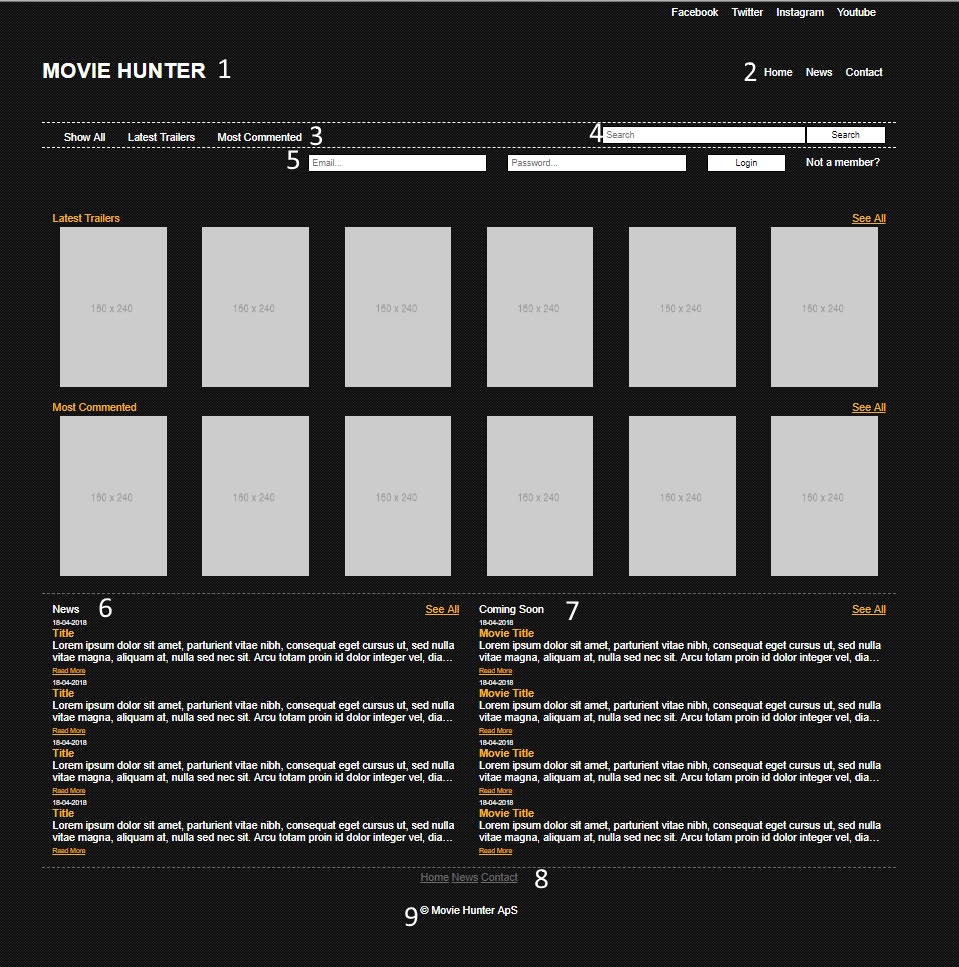 Facebook Twitter Instagram Youtube
MOVIE HUNTER 1
2 Home News Contact
Show All Latest Trailers Most Commented 3
4 Search Search
5 Email... Password... Login Not a member?
Latest Trailers See All
160 x 240 160 x 240 160 x 240 160 x 240 160 x 240 160 x 240
Most Commented See All
160 x 240 160 x 240 160 x 240 160 x 240 160 x 240 160 x 240
News 6 See All
18-04-2018
Title
Lorem ipsum dolor sit amet, parturient vitae nibh, consequat eget cursus ut, sed nulla
vitae magna, aliquam at, nulla sed nec sit. Arcu totam proin id dolor integer vel, dia...
Read More
18-04-2018
Title
Lorem ipsum dolor sit amet, parturient vitae nibh, consequat eget cursus ut, sed nulla
vitae magna, aliquam at, nulla sed nec sit. Arcu totam proin id dolor integer vel, dia...
Read More
18-04-2018
Title
Lorem ipsum dolor sit amet, parturient vitae nibh, consequat eget cursus ut, sed nulla
vitae magna, aliquam at, nulla sed nec sit. Arcu totam proin id dolor integer vel, dia...
Read More
18-04-2018
Title
Lorem ipsum dolor sit amet, parturient vitae nibh, consequat eget cursus ut, sed nulla
vitae magna, aliquam at, nulla sed nec sit. Arcu totam proin id dolor integer vel, dia...
Read More
Coming Soon 7 See All
18-04-2018
Movie Title
Lorem ipsum dolor sit amet, parturient vitae nibh, consequat eget cursus ut, sed nulla
vitae magna, aliquam at, nulla sed nec sit. Arcu totam proin id dolor integer vel, dia...
Read More
18-04-2018
Movie Title
Lorem ipsum dolor sit amet, parturient vitae nibh, consequat eget cursus ut, sed nulla
vitae magna, aliquam at, nulla sed nec sit. Arcu totam proin id dolor integer vel, dia...
Read More
18-04-2018
Movie Title
Lorem ipsum dolor sit amet, parturient vitae nibh, consequat eget cursus ut, sed nulla
vitae magna, aliquam at, nulla sed nec sit. Arcu totam proin id dolor integer vel, dia...
Read More
18-04-2018
Movie Title
Lorem ipsum dolor sit amet, parturient vitae nibh, consequat eget cursus ut, sed nulla
vitae magna, aliquam at, nulla sed nec sit. Arcu totam proin id dolor integer vel, dia...
Read More
Home News Contact 8
9 © Movie Hunter ApS